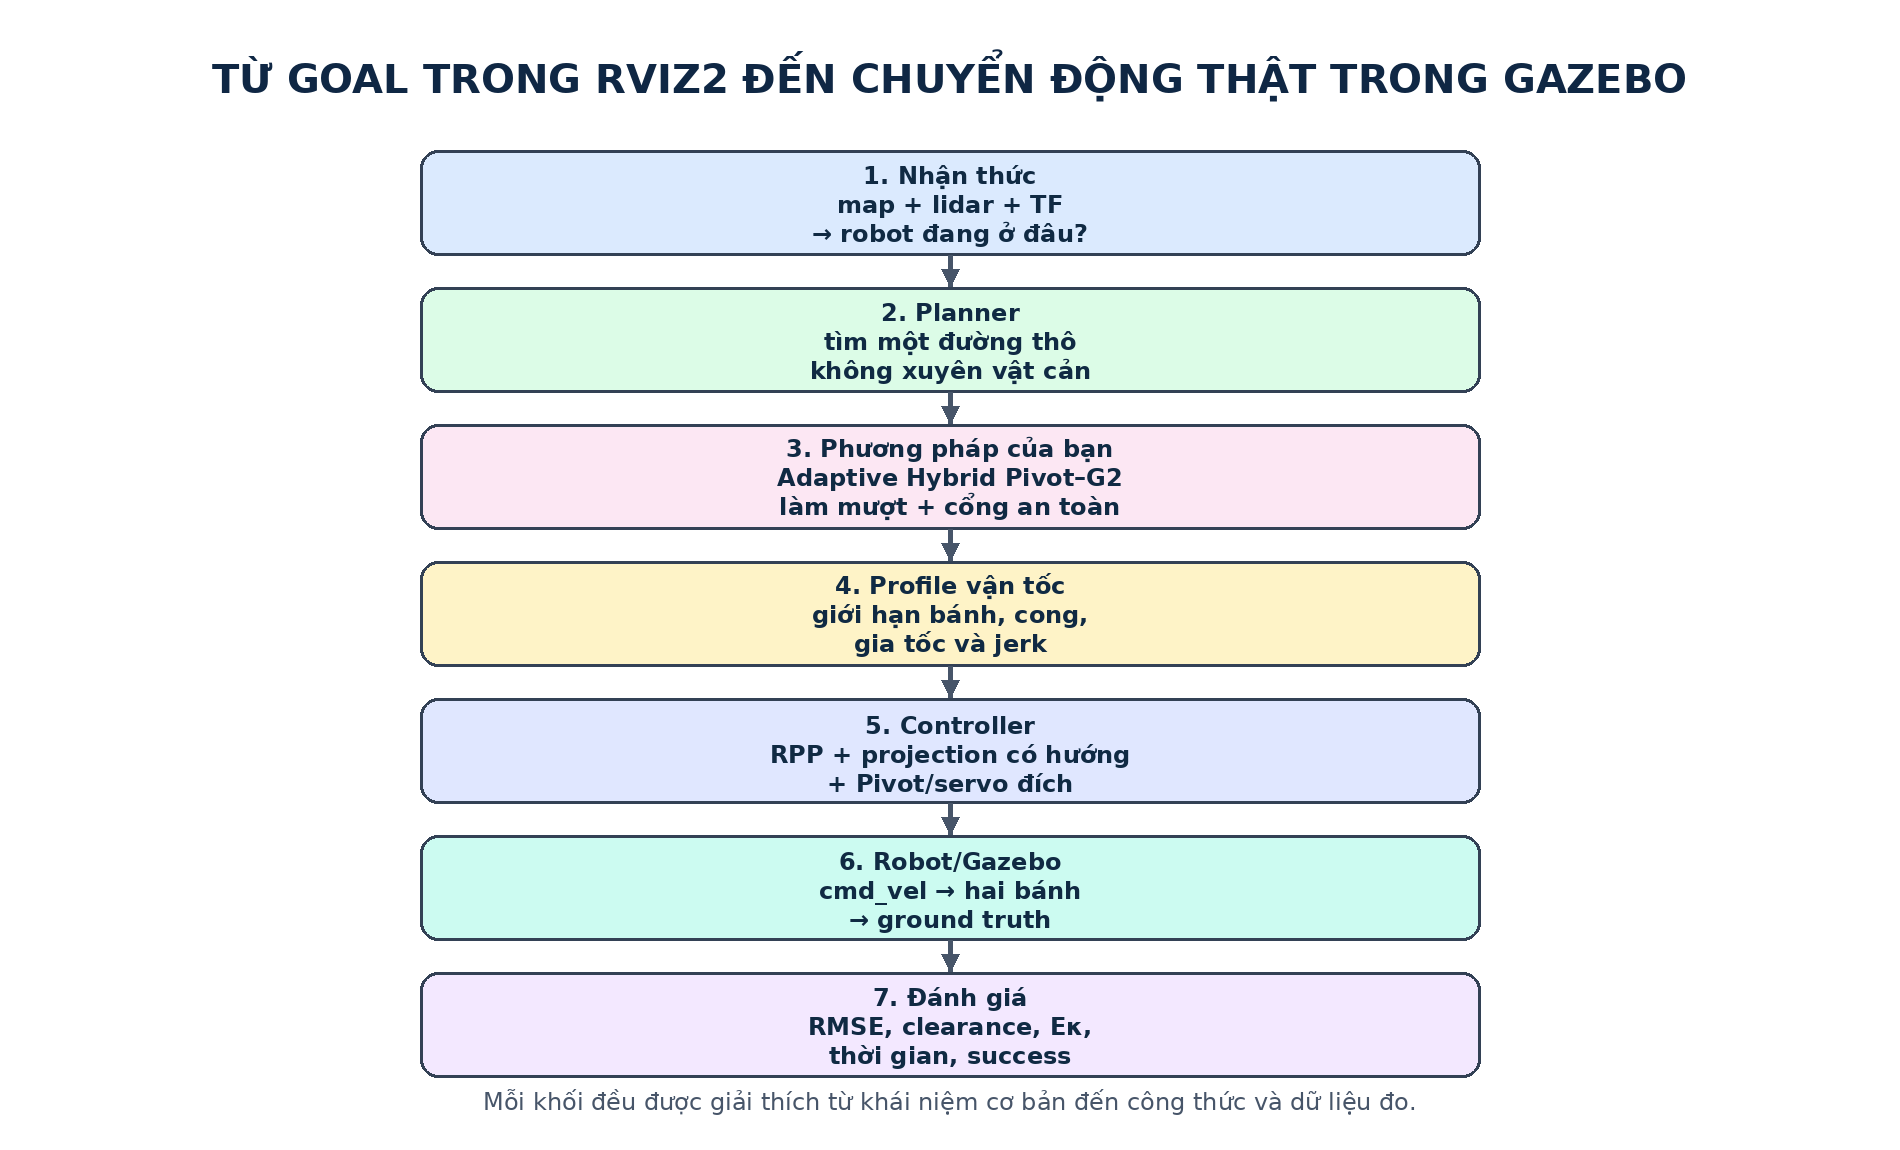 TỪ GOAL TRONG RVIZ2 ĐẾN CHUYỂN ĐỘNG THẬT TRONG GAZEBO
1. Nhận thức
map + lidar + TF
→ robot đang ở đâu?
2. Planner
tìm một đường thô
không xuyên vật cản
3. Phương pháp của bạn
Adaptive Hybrid Pivot–G2
làm mượt + cổng an toàn
4. Profile vận tốc
giới hạn bánh, cong,
gia tốc và jerk
5. Controller
RPP + projection có hướng
+ Pivot/servo đích
6. Robot/Gazebo
cmd_vel → hai bánh
→ ground truth
7. Đánh giá
RMSE, clearance, Eκ,
thời gian, success
Mỗi khối đều được giải thích từ khái niệm cơ bản đến công thức và dữ liệu đo.